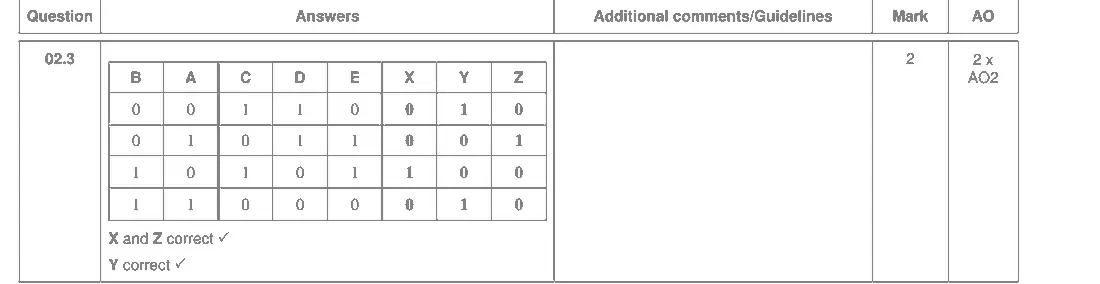 Question Answers Additional comments/Guidelines Mark AO
02.3 2 2 x
AO2
B A C D E X Y Z
0 0 1 1 0 0 1 0
0 1 0 1 1 0 0 1
1 0 1 0 1 1 0 0
1 1 0 0 0 0 1 0
X and Z correct ✓
Y correct ✓